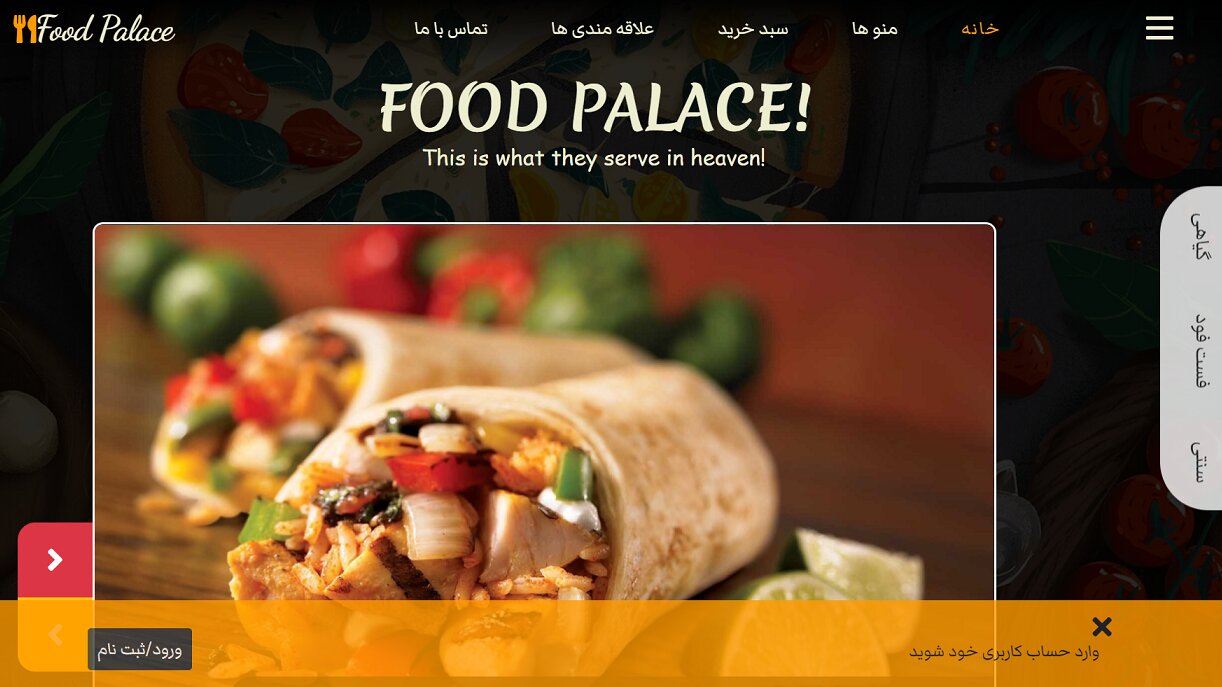 Food Palace
خانه
منو ها
سبد خرید
علاقه مندی ها
تماس با ما
FOOD PALACE!
This is what they serve in heaven!
گیاهی
فست فود
سنتی
وارد حساب کاربری خود شوید
ورود/ثبت نام